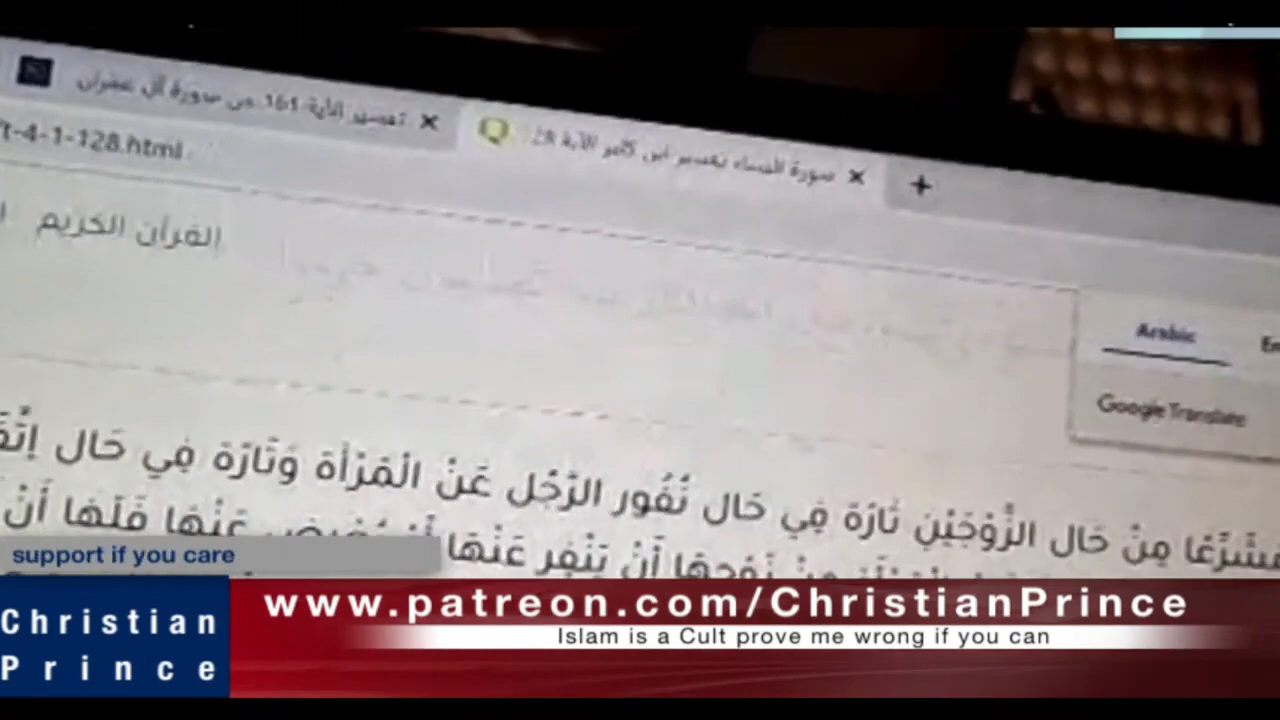 تفسير الآية 161 من سورة آل عمران
سورة النساء تفسير ابن كثير الآية
t-4-1-128.html
القرآن الكريم
Arabic
Google Translate
مُشَرِّعًا مِنْ حَال الزَّوْجَيْنِ تَارَة فِي حَال نُفُور الرَّجُل عَنْ الْمَرْأَة وَتَارَة فِي حَال
أَنْ يَنْفِر عَنْهَا
عَنْهَا فَلَهَا أَنْ
support if you care
Christian
Prince
www.patreon.com/ChristianPrince
Islam is a Cult prove me wrong if you can